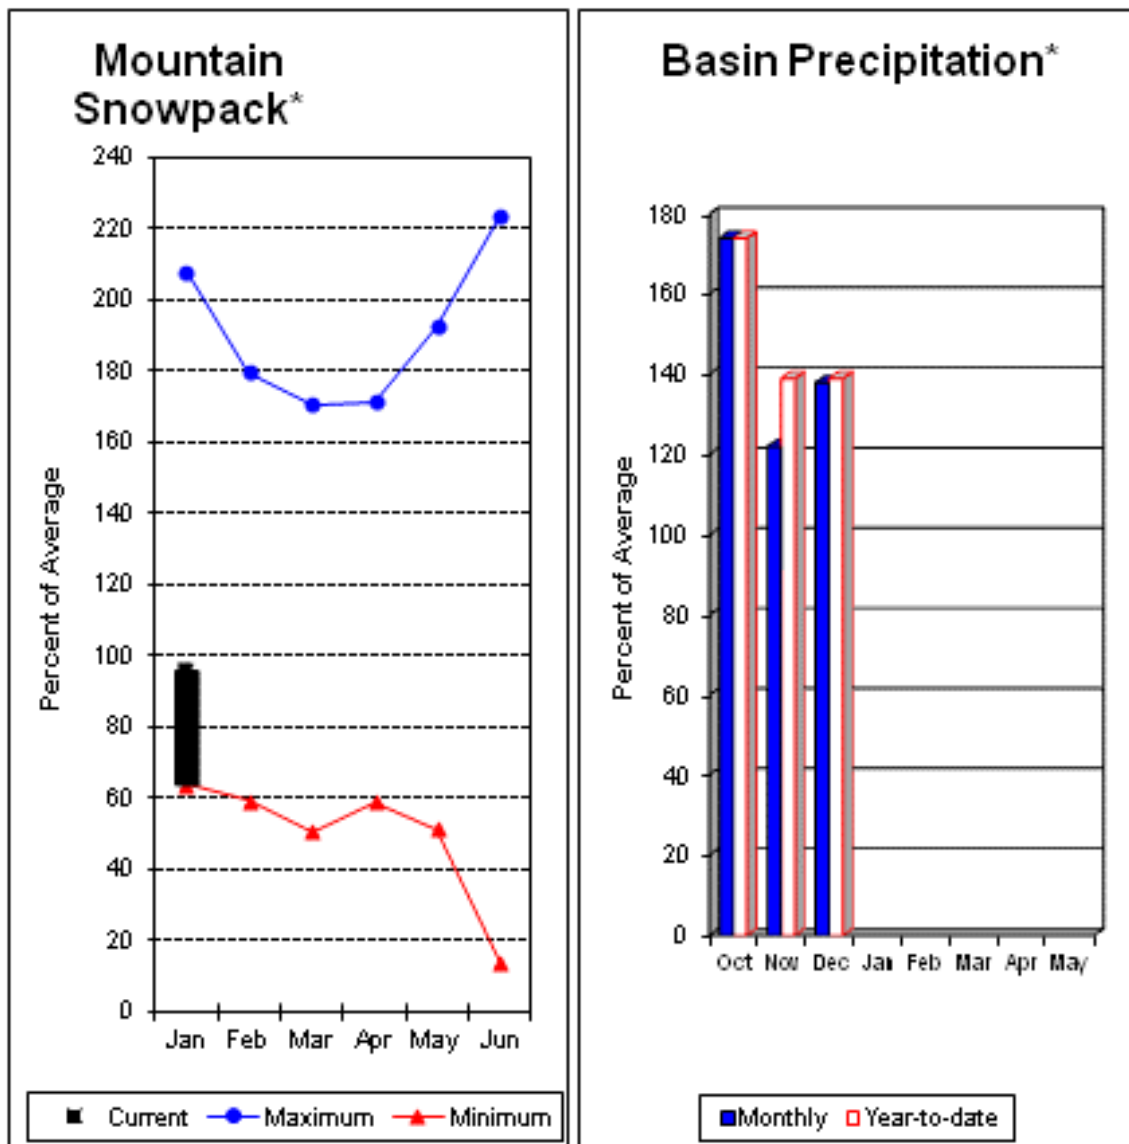 Mountain
Snowpack*
240
220
200
180
160
140
120
100
80
60
40
20
0
Percent of Average
Jan Feb Mar Apr May Jun
Current Maximum Minimum
Basin Precipitation*
180
160
140
120
100
80
60
40
20
0
Percent of Average
Oct Nov Dec Jan Feb Mar Apr May
Monthly Year-to-date